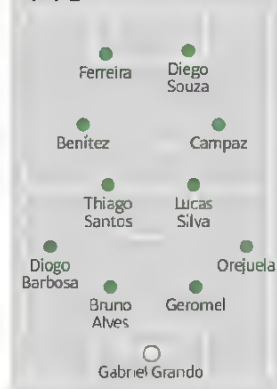 Ferreira
Diego
Souza
Benítez
Campaz
Thiago
Santos
Lucas
Silva
Diogo
Barbosa
Orejuela
Bruno
Alves
Geromel
Gabriel Grando